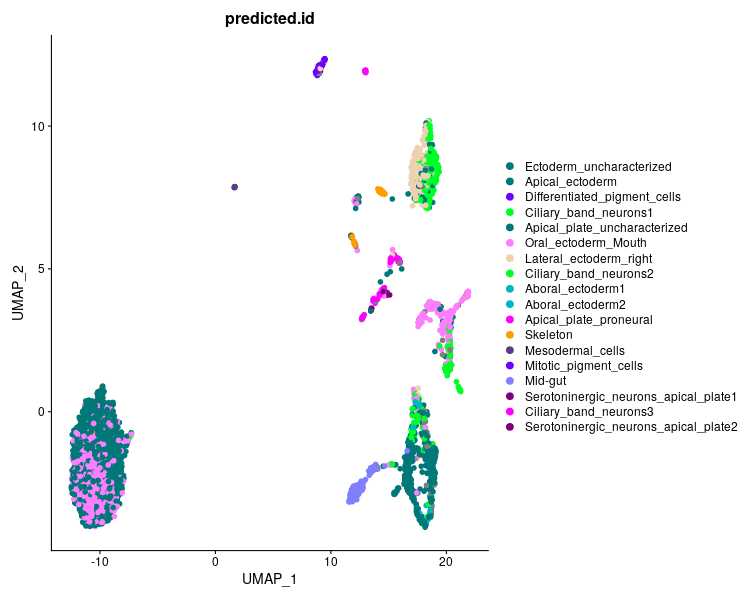 predicted.id
10
5
0
UMAP_2
-10
0
10
20
UMAP_1
Ectoderm_uncharacterized
Apical_ectoderm
Differentiated_pigment_cells
Ciliary_band_neurons1
Apical_plate_uncharacterized
Oral_ectoderm_Mouth
Lateral_ectoderm_right
Ciliary_band_neurons2
Aboral_ectoderm1
Aboral_ectoderm2
Apical_plate_proneural
Skeleton
Mesodermal_cells
Mitotic_pigment_cells
Mid-gut
Serotoninergic_neurons_apical_plate1
Ciliary_band_neurons3
Serotoninergic_neurons_apical_plate2